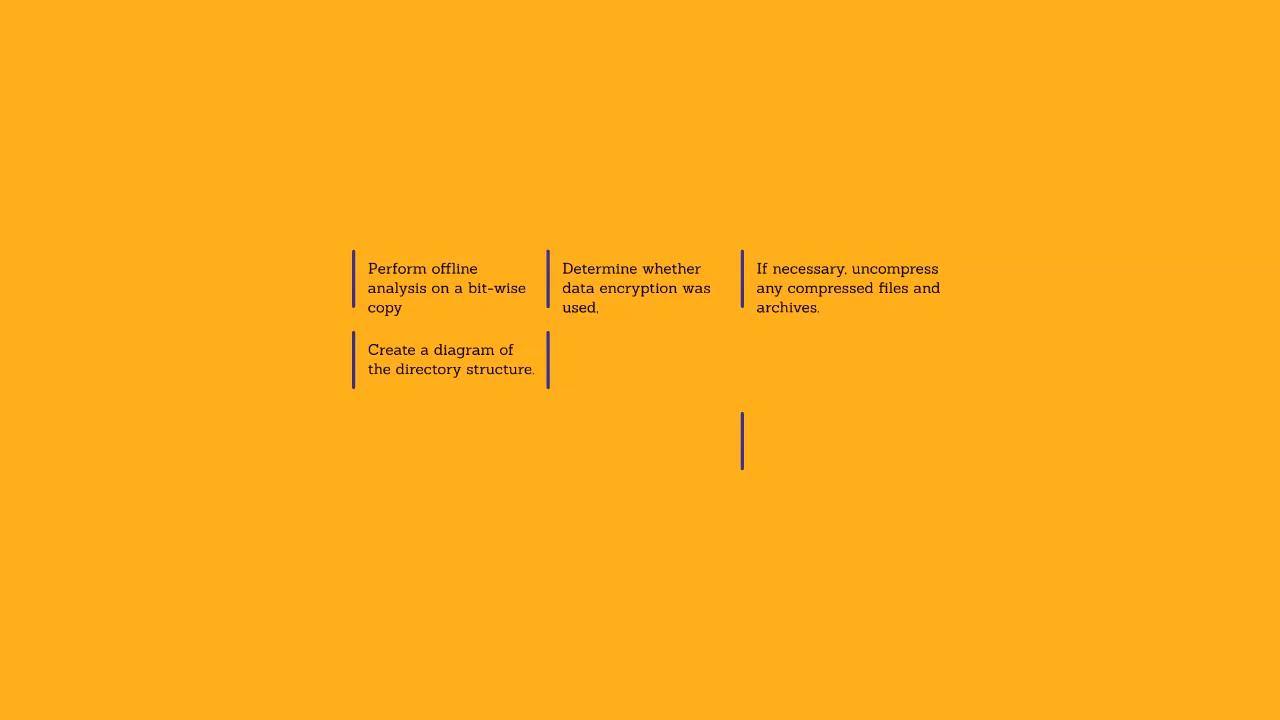 Perform offline
analysis on a bit-wise
copy
Determine whether
data encryption was
used,
If necessary, uncompress
any compressed files and
archives.
Create a diagram of
the directory structure.